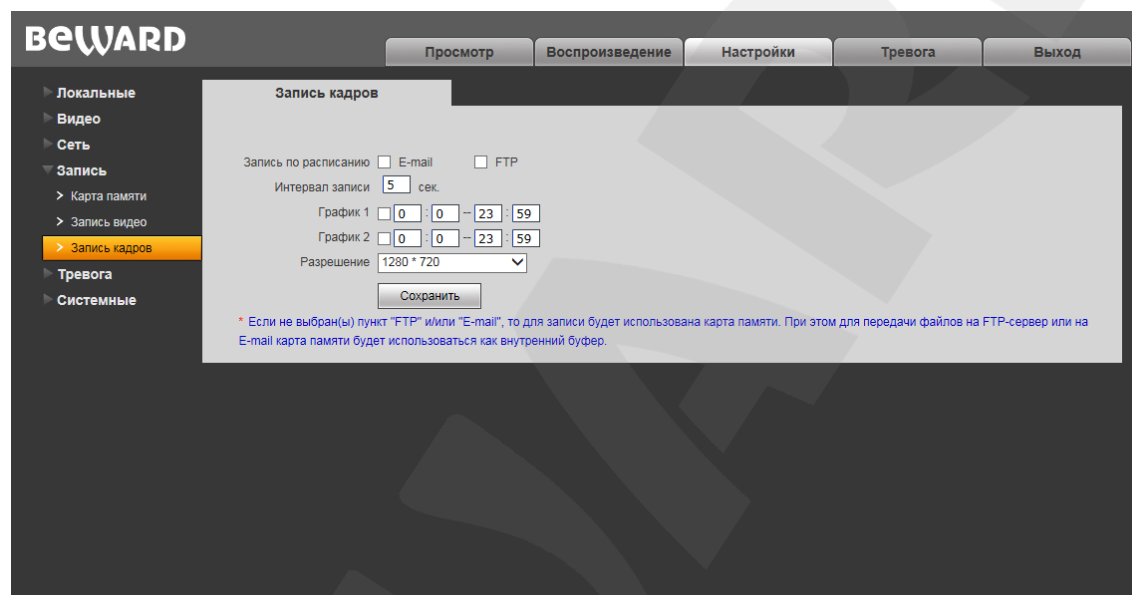 BEWARD
Просмотр Воспроизведение Настройки Тревога Выход
Локальные
Видео
Сеть
Запись
> Карта памяти
> Запись видео
> Запись кадров
Тревога
Системные
Запись кадров
Запись по расписанию E-mail FTP
Интервал записи 5 сек.
График 1 0 : 0 – 23 : 59
График 2 0 : 0 – 23 : 59
Разрешение 1280 * 720
Сохранить
* Если не выбран(ы) пункт "FTP" и/или "E-mail", то для записи будет использована карта памяти. При этом для передачи файлов на FTP-сервер или на
E-mail карта памяти будет использоваться как внутренний буфер.